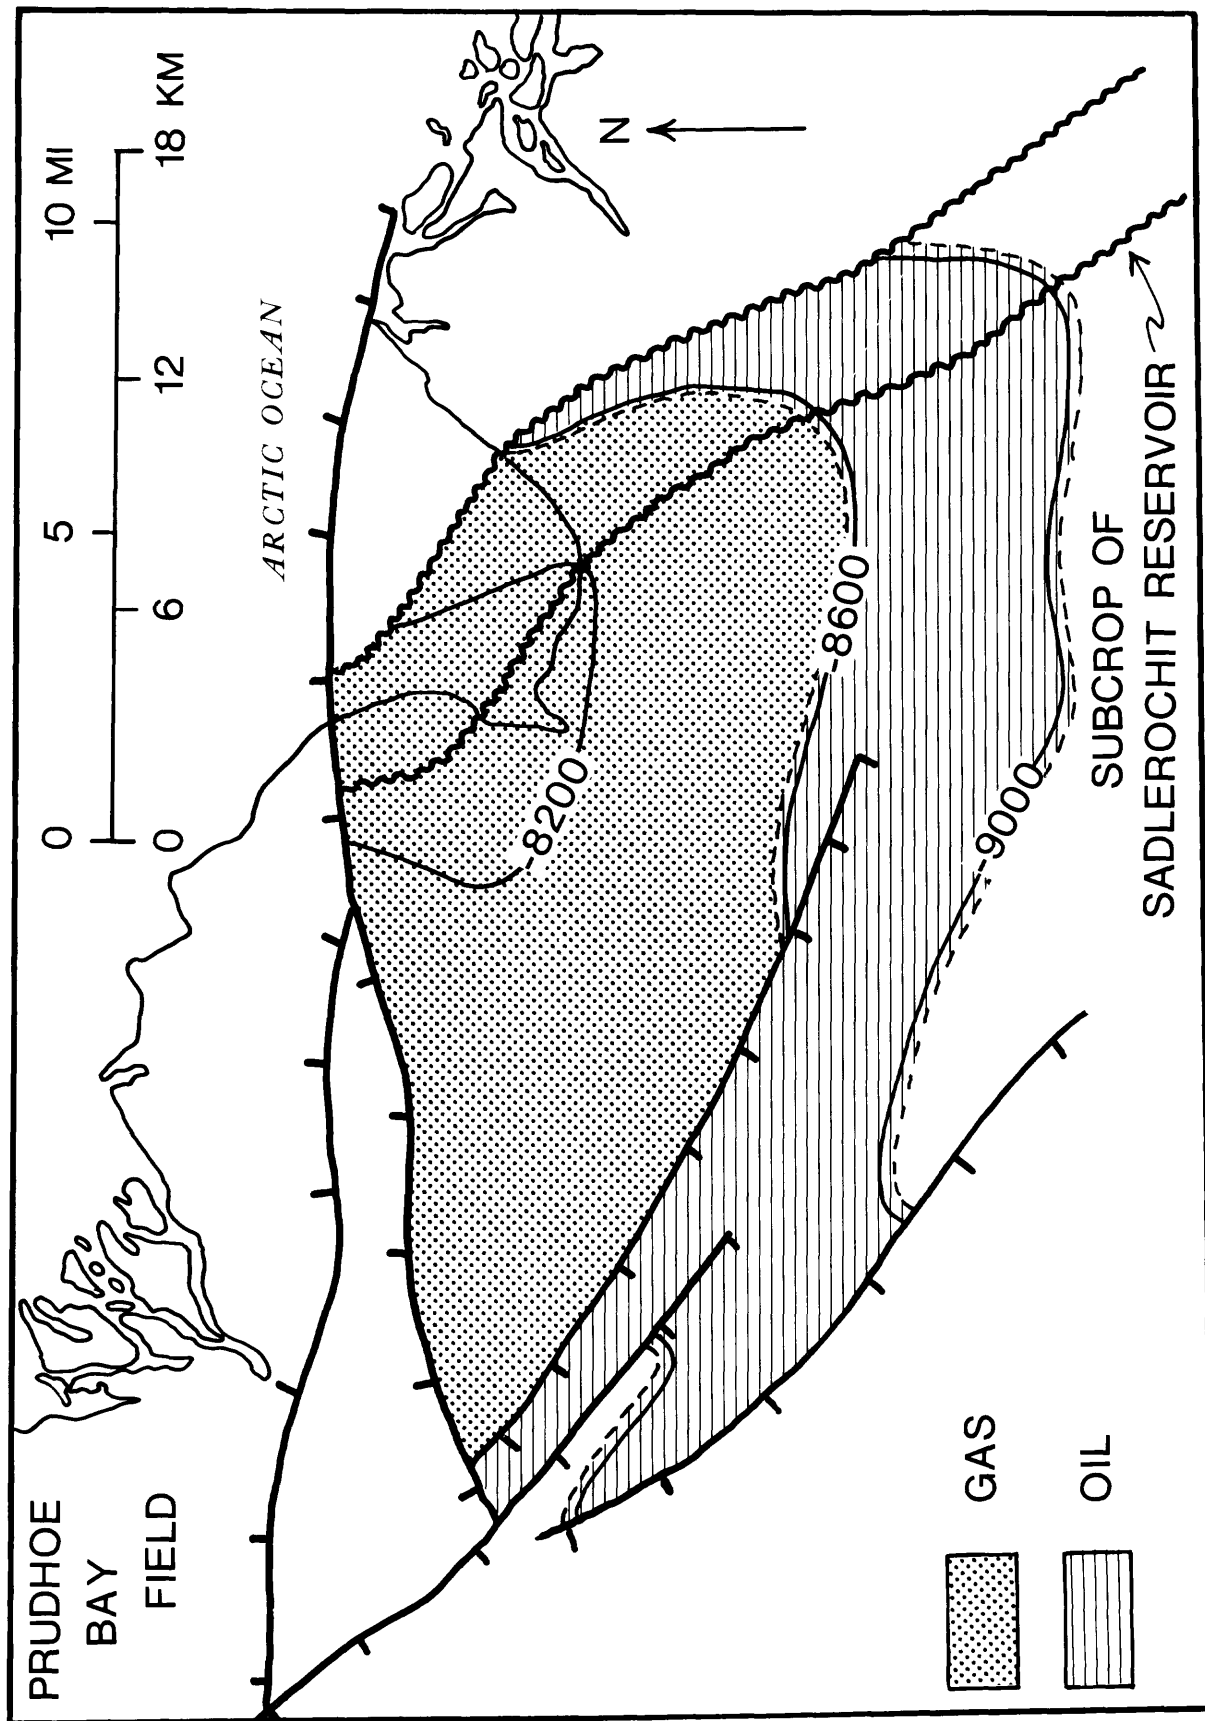 PRUDHOE
BAY
FIELD
0 5 10 MI
0 6 12 18 KM
ARCTIC OCEAN
N
-8200
-8600
-9000
SUBCROP OF
SADLEROCHIT RESERVOIR
GAS
OIL